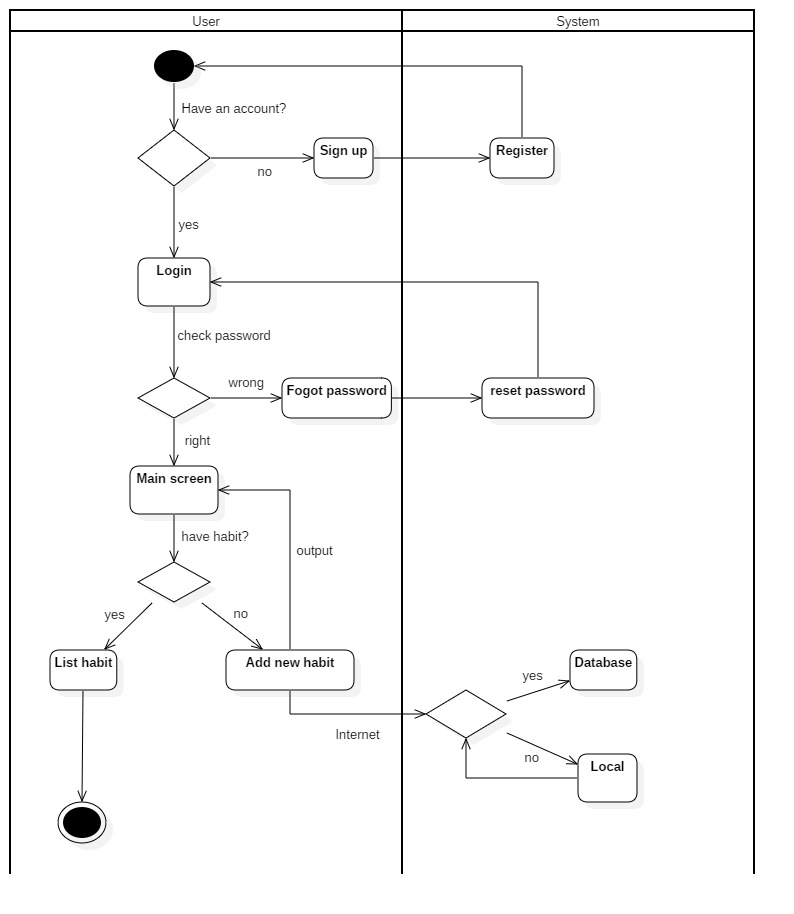 User
System
Have an account?
Sign up
Register
no
yes
Login
check password
wrong
Fogot password
reset password
right
Main screen
have habit?
output
yes
no
List habit
Add new habit
Database
yes
Internet
no
Local